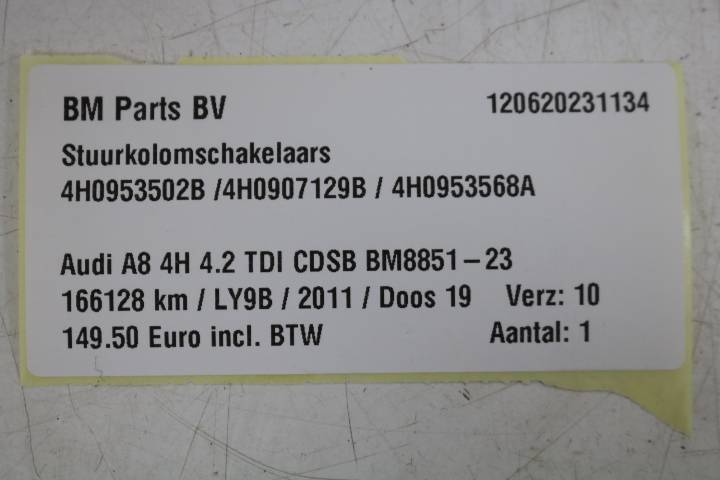 BM Parts BV 120620231134
Stuurkolomschakelaars
4H0953502B /4H0907129B / 4H0953568A
Audi A8 4H 4.2 TDI CDSB BM8851-23
166128 km / LY9B / 2011 / Doos 19 Verz: 10
149.50 Euro incl. BTW Aantal: 1